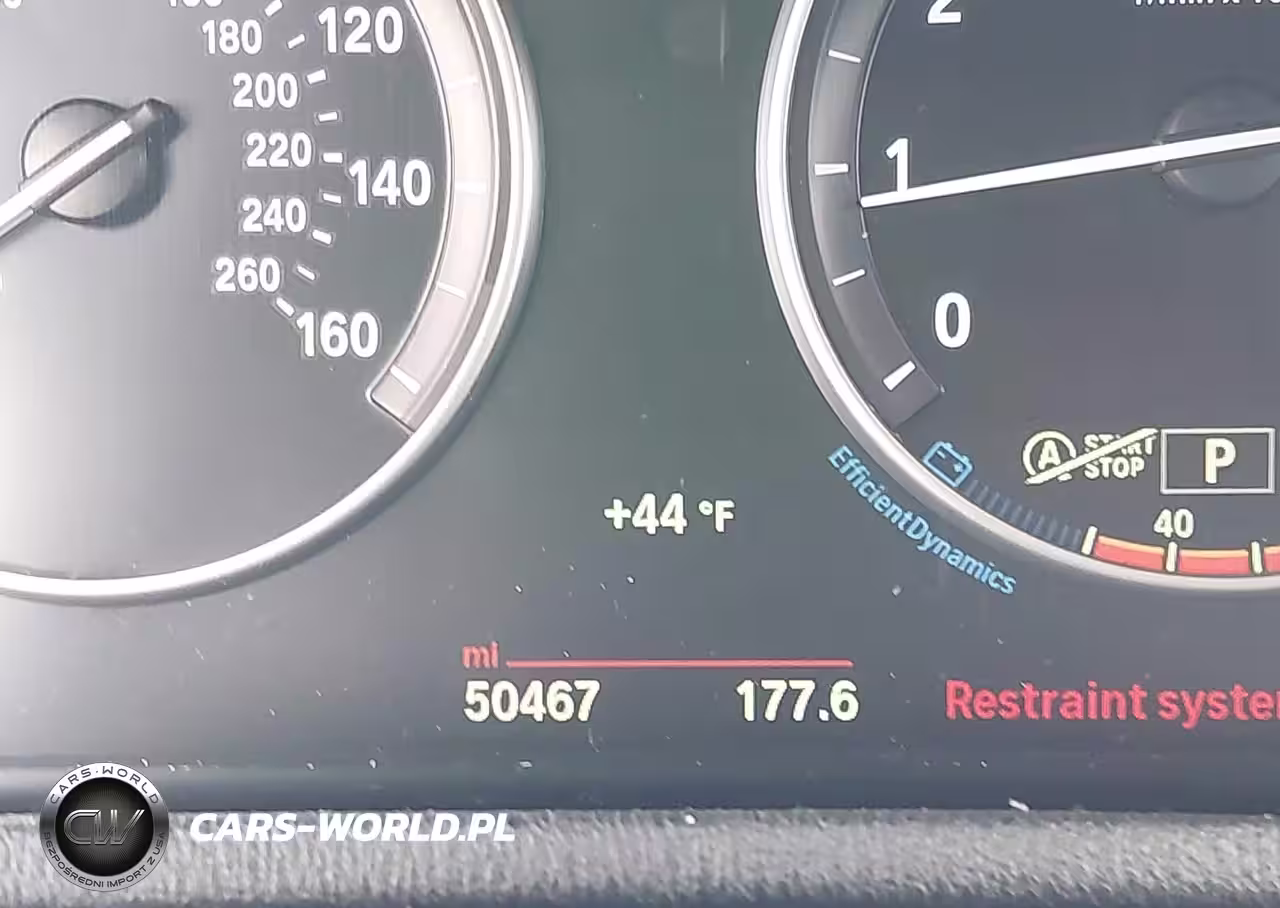 180 120
200
220 140
240
260
160
2
1
0
START
STOP
P
40
+44 °F
EfficientDynamics
mi
50467 177.6
Restraint
CARS-WORLD
CW
BEZPOŚREDNI IMPORT Z USA
CARS-WORLD.PL